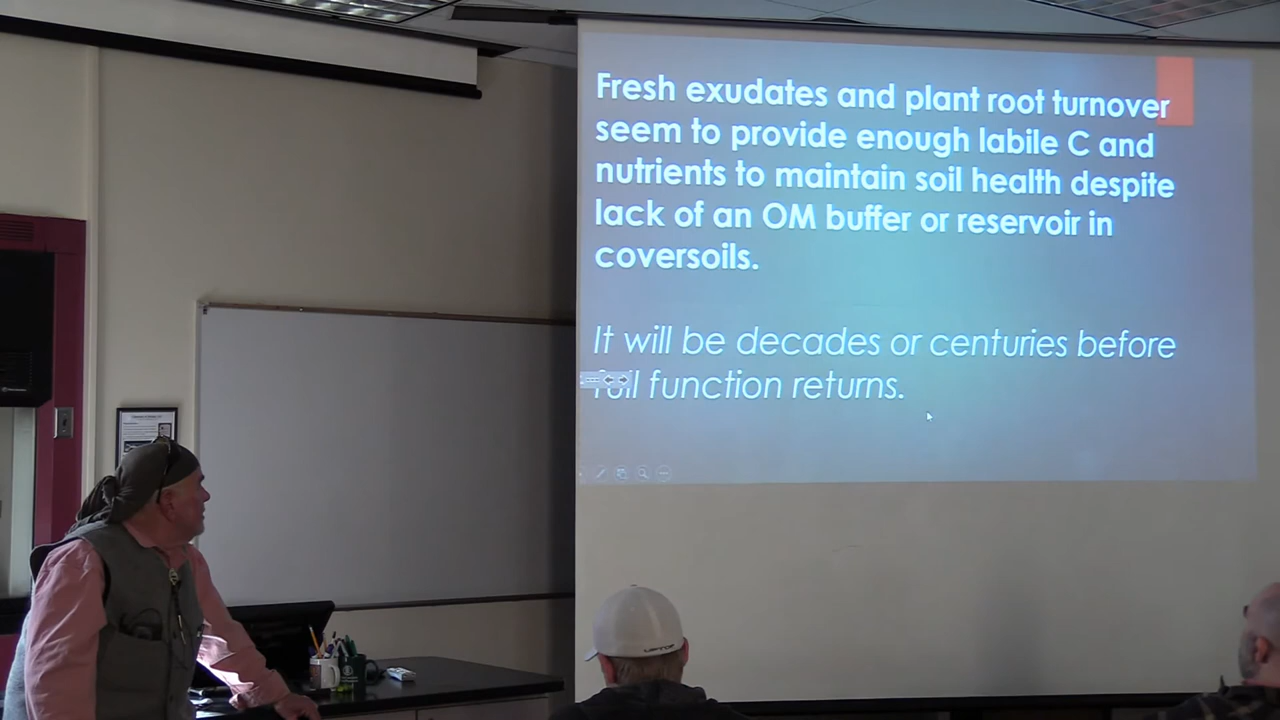 Fresh exudates and plant root turnover
seem to provide enough labile C and
nutrients to maintain soil health despite
lack of an OM buffer or reservoir in
coversoils.
It will be decades or centuries before
full function returns.